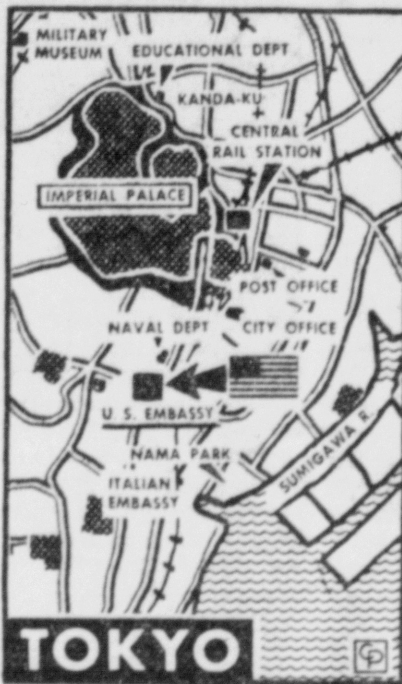 MILITARY
MUSEUM
EDUCATIONAL DEPT
KANDA-KU
CENTRAL
RAIL STATION
IMPERIAL PALACE
POST OFFICE
NAVAL DEPT
CITY OFFICE
U. S. EMBASSY
NAMA PARK
SUMIGAWA R.
ITALIAN
EMBASSY
TOKYO
CP